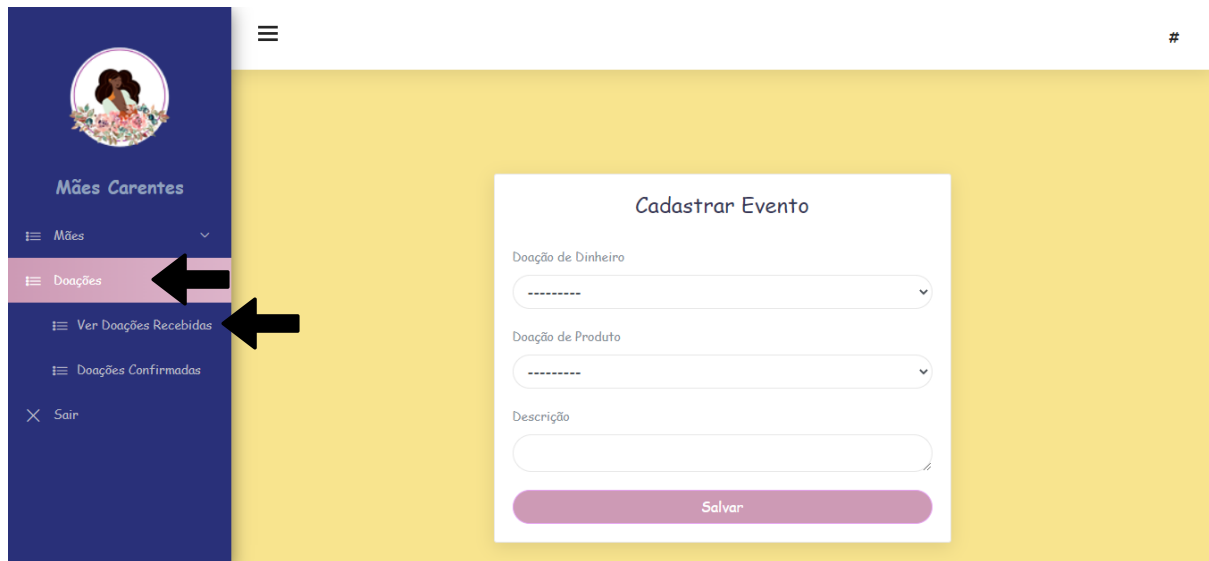 #
Mães Carentes
Mães
Doações
Ver Doações Recebidas
Doações Confirmadas
Sair
Cadastrar Evento
Doação de Dinheiro
---------
Doação de Produto
---------
Descrição
Salvar